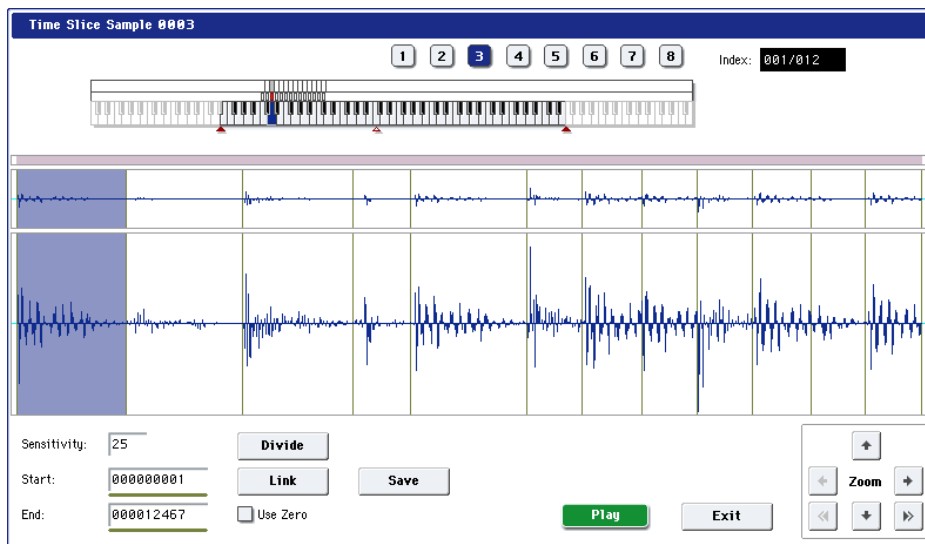 Time Slice Sample 0003
1 2 3 4 5 6 7 8 Index: 001/012
Sensitivity: 25 Divide
Start: 000000001 Link Save Zoom
End: 000012467 Use Zero Play Exit